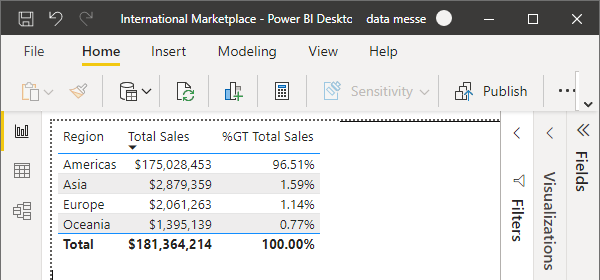 International Marketplace - Power BI Desktc data messe
File Home Insert Modeling View Help
Sensitivity Publish
Region Total Sales %GT Total Sales
Americas $175,028,453 96.51%
Asia $2,879,359 1.59%
Europe $2,061,263 1.14%
Oceania $1,395,139 0.77%
Total $181,364,214 100.00%
Filters
Visualizations
Fields